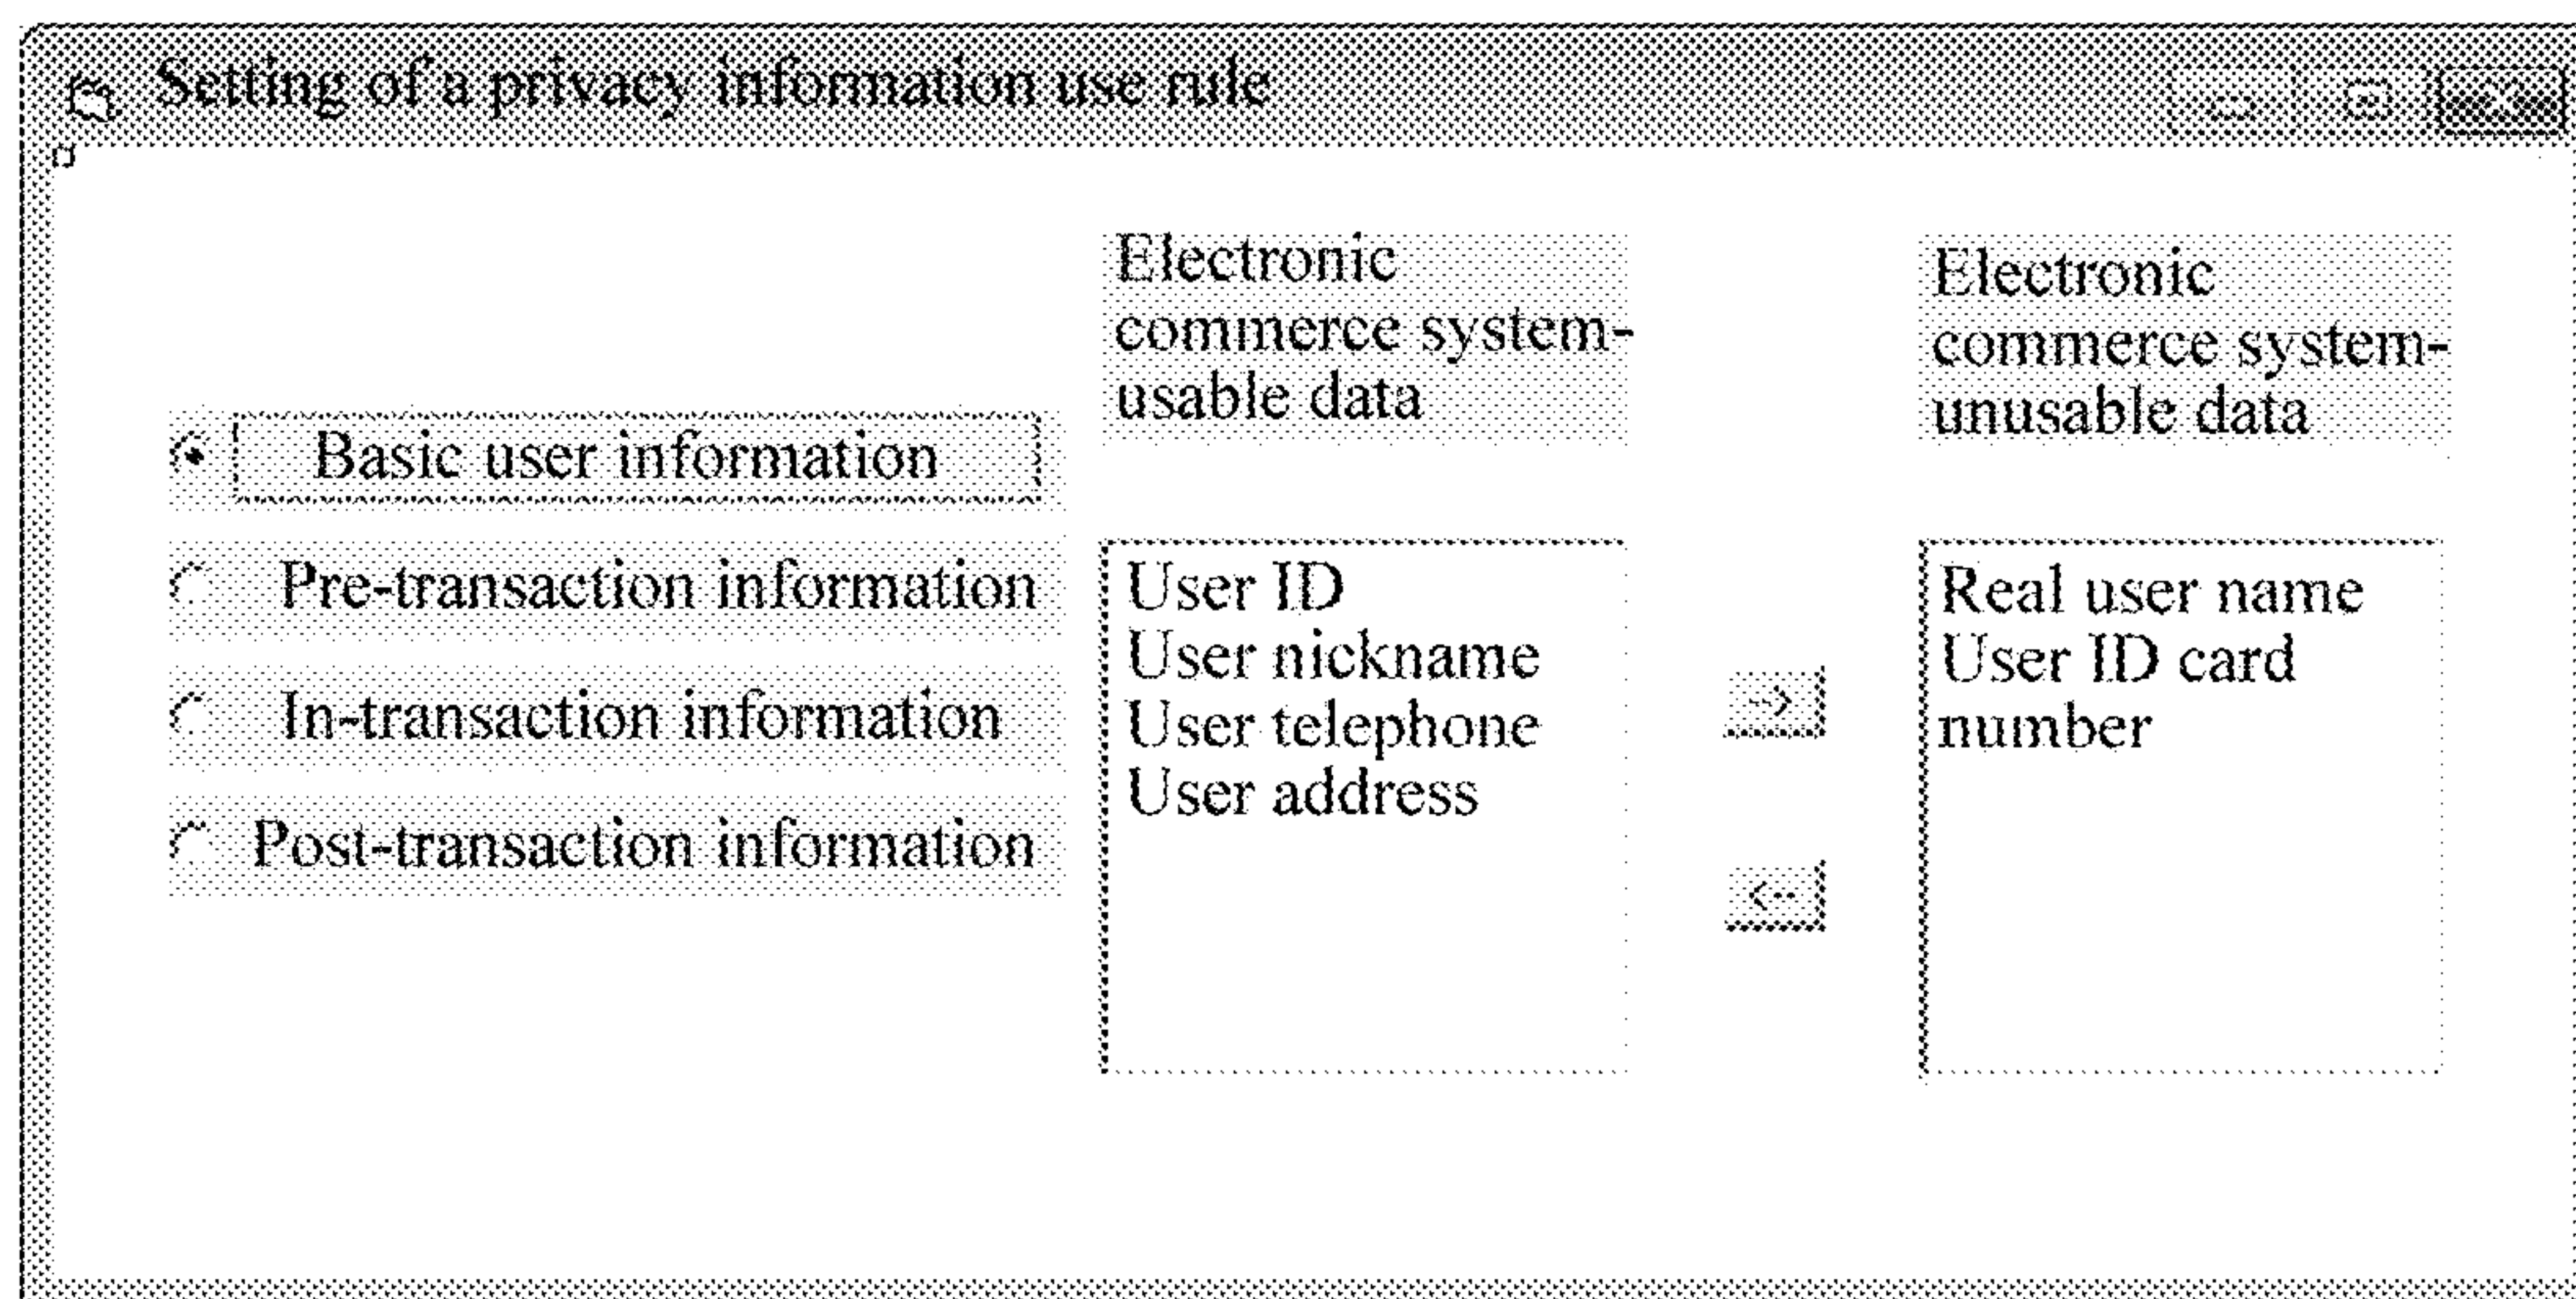 Setting of a privacy information use rule
Basic user information
Pre-transaction information
In-transaction information
Post-transaction information
Electronic
commerce system-
usable data
User ID
User nickname
User telephone
User address
-->
<--
Electronic
commerce system-
unusable data
Real user name
User ID card
number